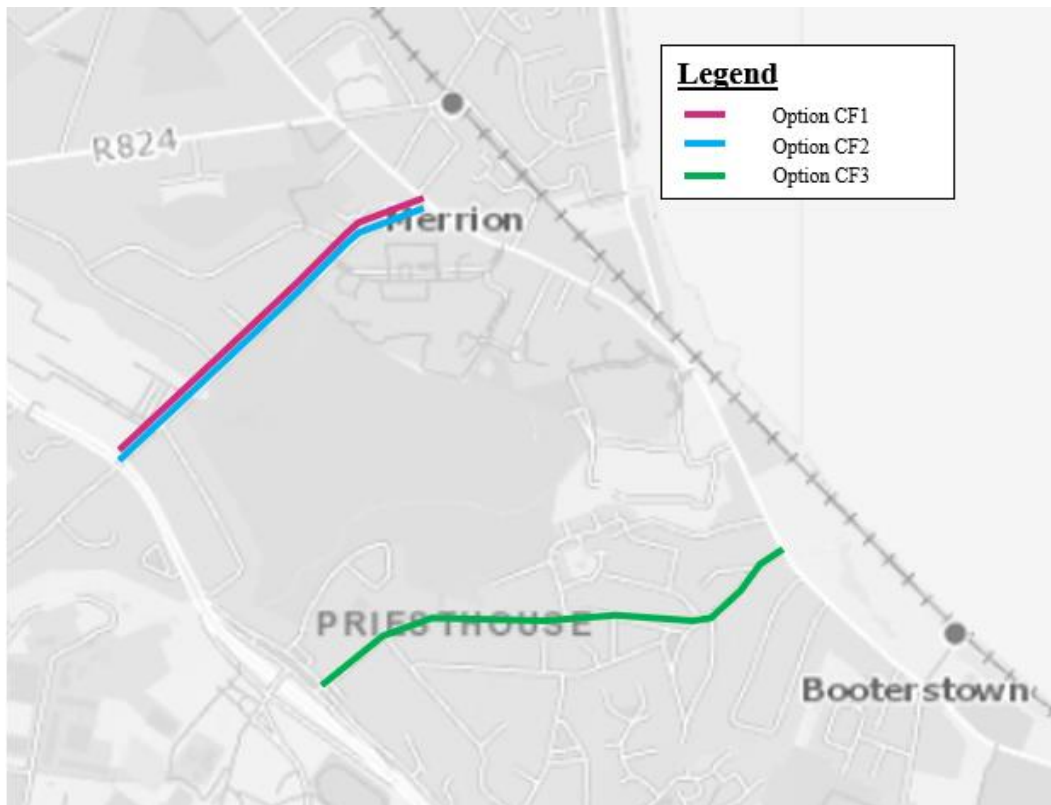 Legend
Option CF1
Option CF2
Option CF3
R824
Merrion
PRIESTHOUSE
Booterstown